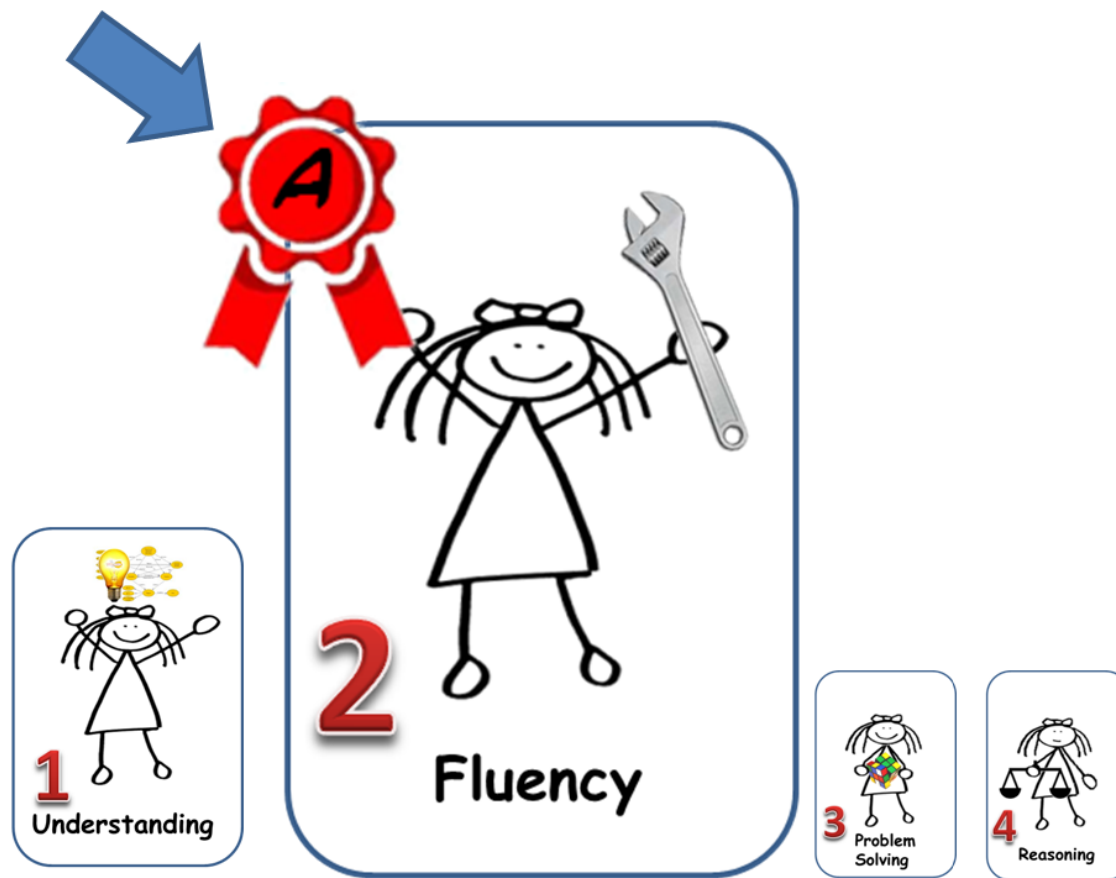 A
2
Fluency
1
Understanding
3
Problem
Solving
4
Reasoning